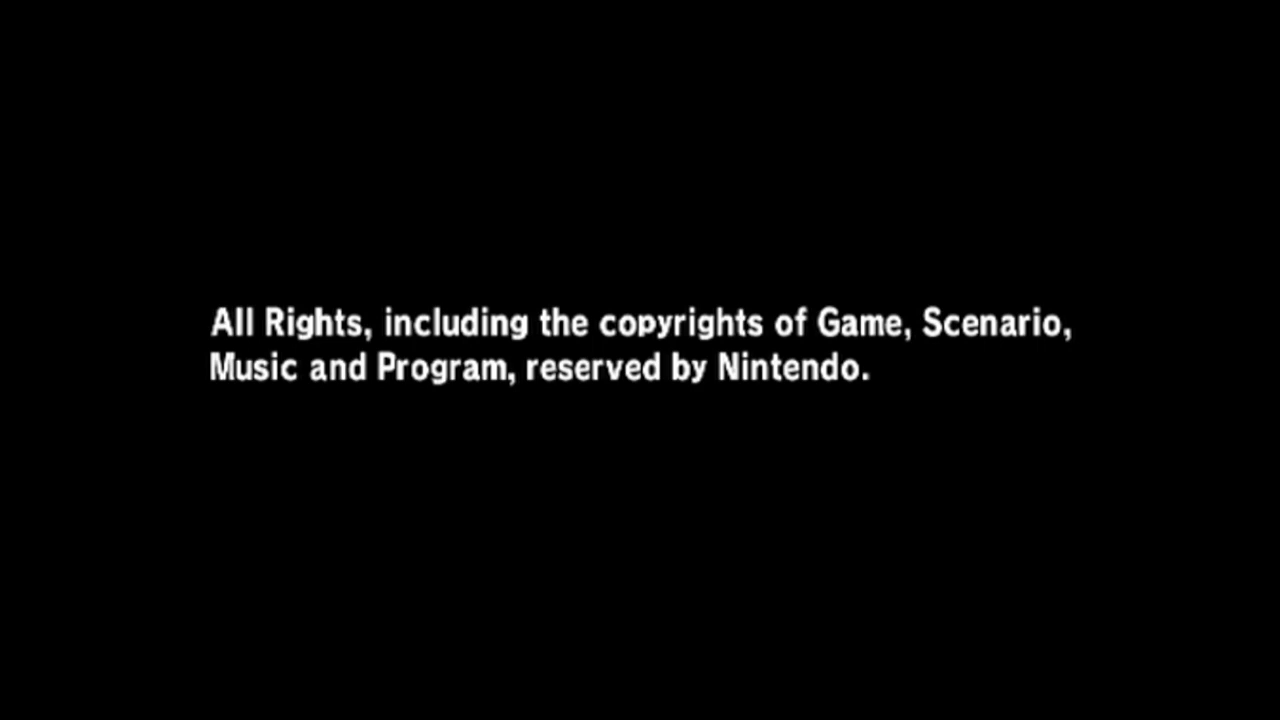 All Rights, including the copyrights of Game, Scenario,
Music and Program, reserved by Nintendo.